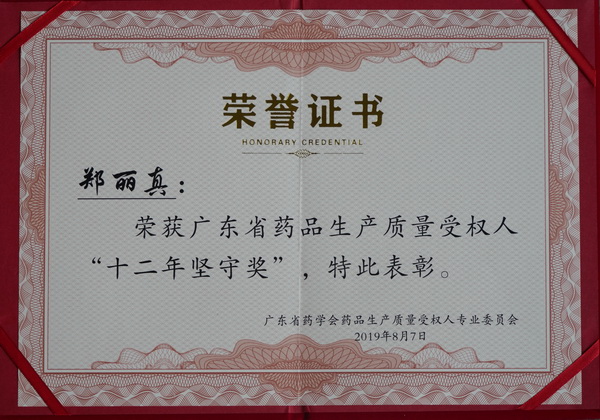 荣誉证书
HONORARY CREDENTIAL
郑丽真：
荣获广东省药品生产质量受权人
“十二年坚守奖”，特此表彰。
广东省药学会药品生产质量受权人专业委员会
2019年8月7日